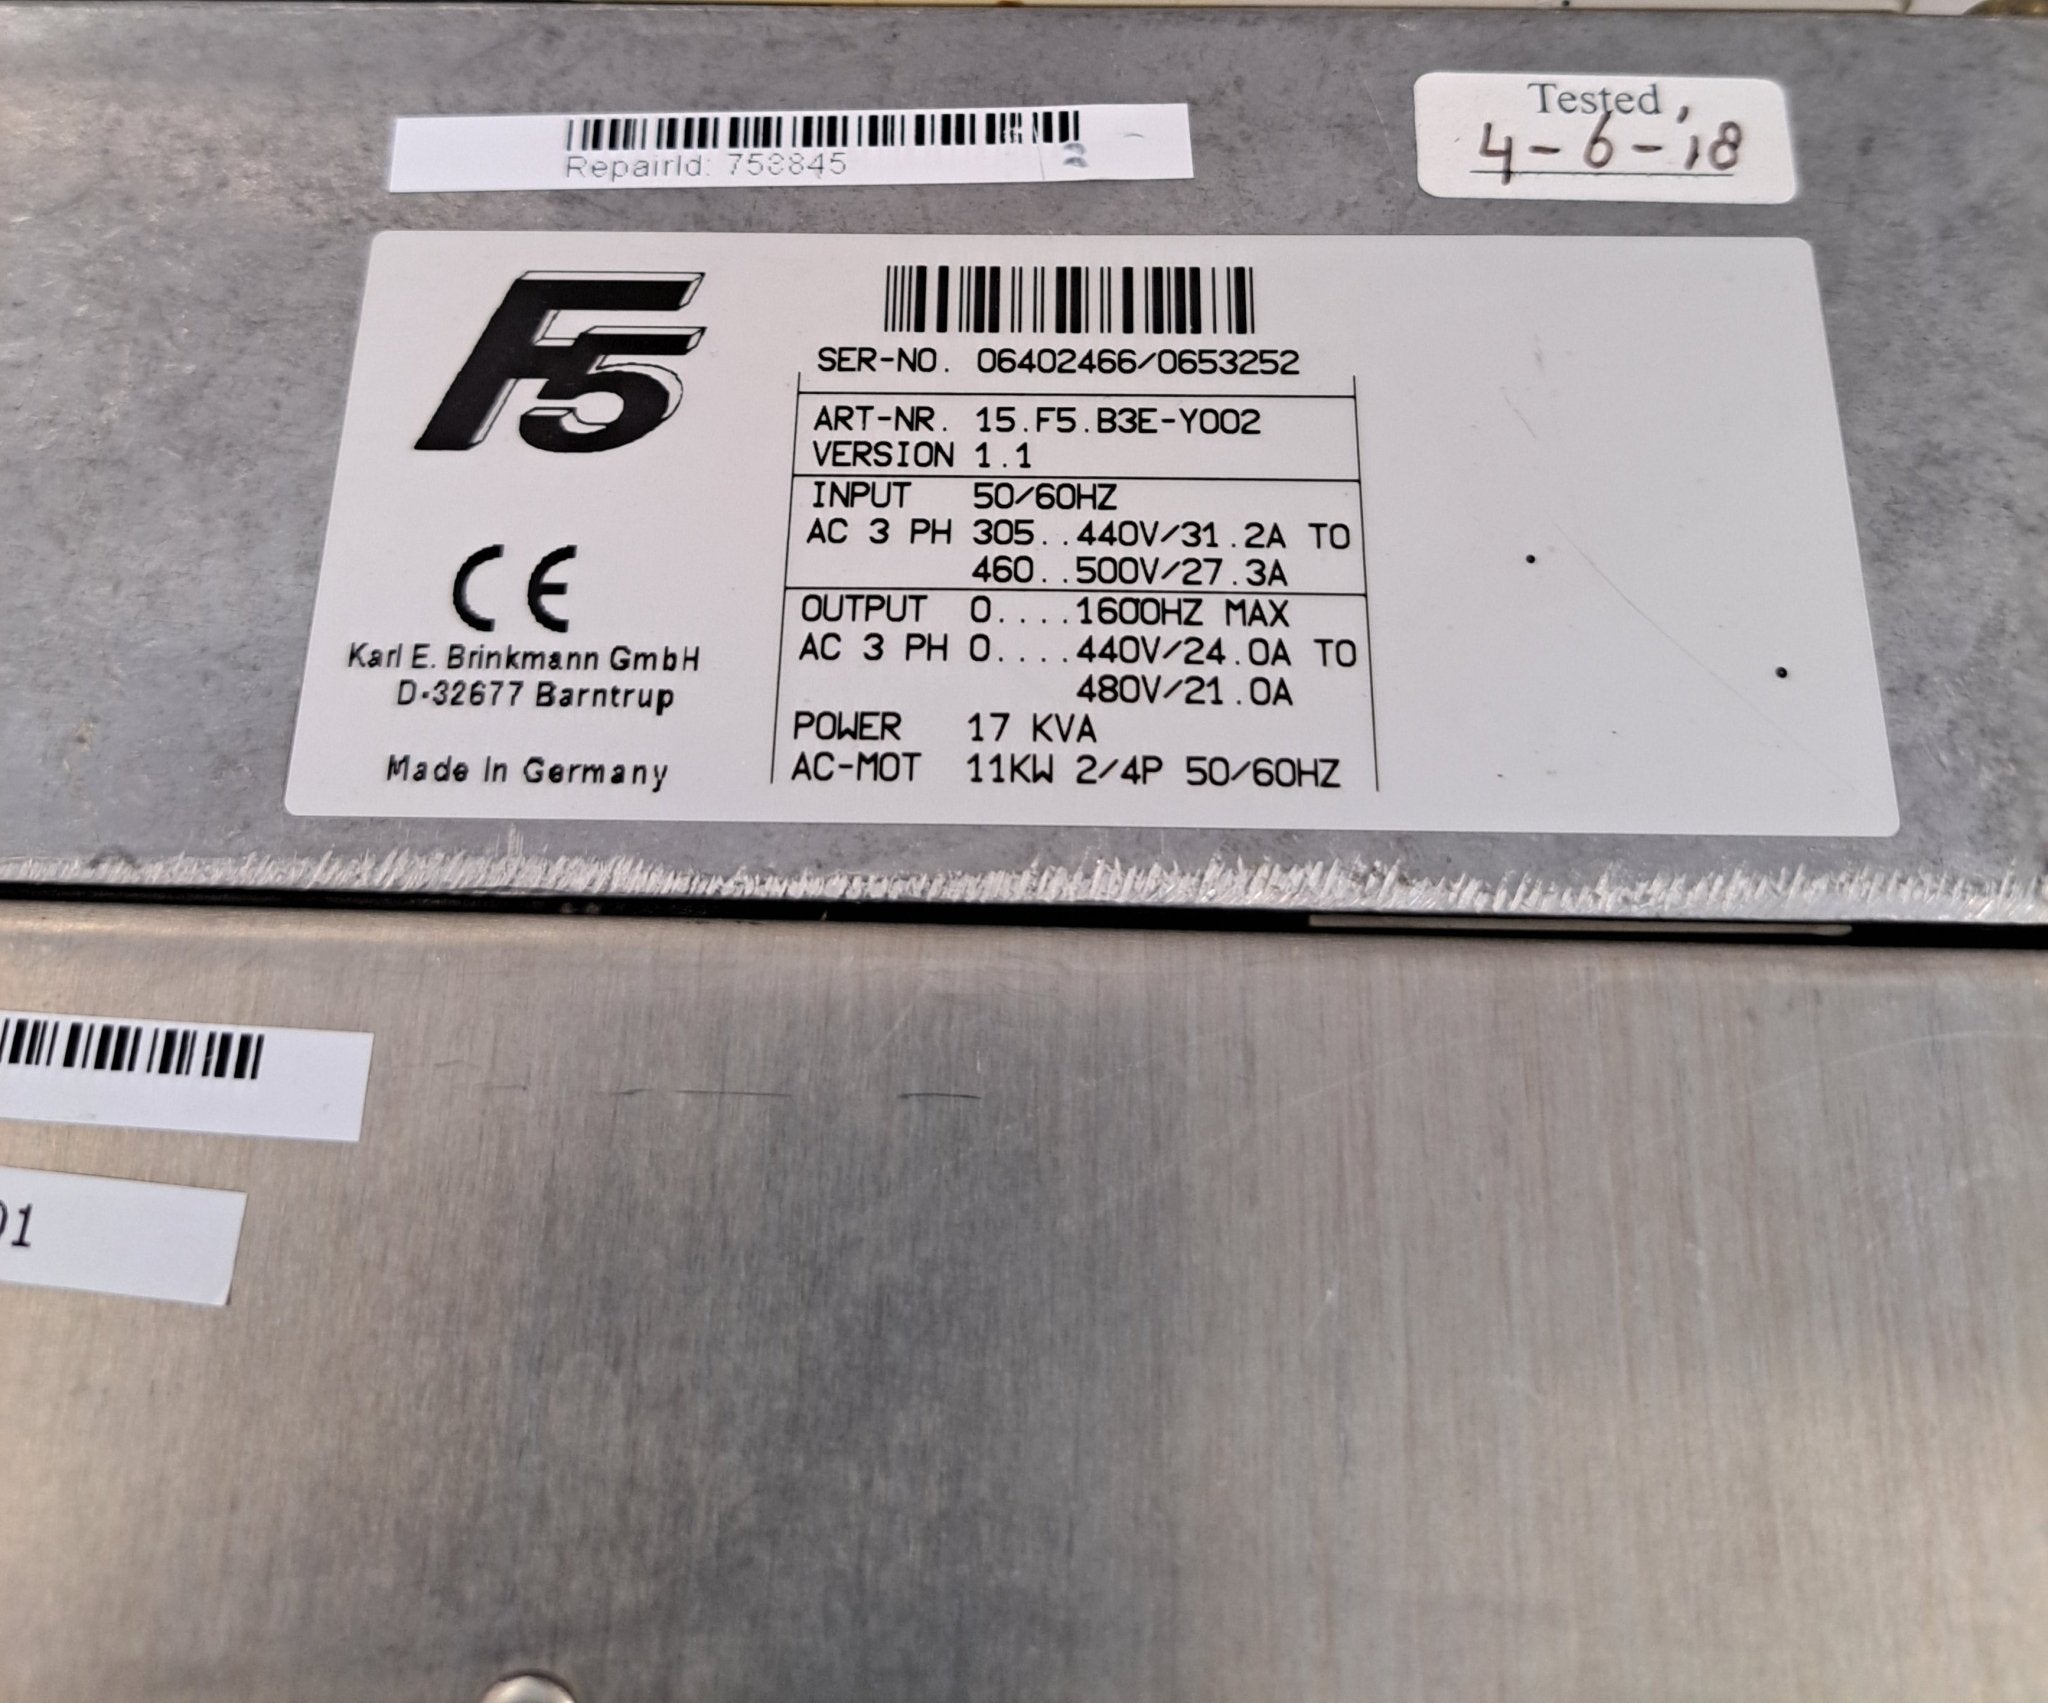 Tested
4-6-18
RepairId: 758845
F5
SER-NO. 06402466/0653252
ART-NR. 15.F5.B3E-Y002
VERSION 1.1
INPUT 50/60HZ
AC 3 PH 305..440V/31.2A TO
460..500V/27.3A
OUTPUT 0....1600HZ MAX
AC 3 PH 0....440V/24.0A TO
480V/21.0A
POWER 17 KVA
AC-MOT 11KW 2/4P 50/60HZ
CE
Karl E. Brinkmann GmbH
D-32677 Barntrup
Made In Germany